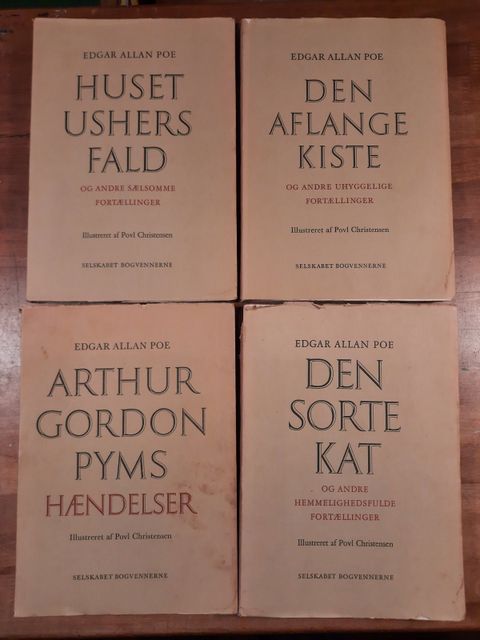 EDGAR ALLAN POE
HUSET
USHERS
FALD
OG ANDRE SÆLSOMME
FORTÆLLINGER
Illustreret af Povl Christensen
SELSKABET BOGVENNERNE
EDGAR ALLAN POE
DEN
AFLANGE
KISTE
OG ANDRE UHYGGELIGE
FORTÆLLINGER
Illustreret af Povl Christensen
SELSKABET BOGVENNERNE
EDGAR ALLAN POE
ARTHUR
GORDON
PYMS
HÆNDELSER
Illustreret af Povl Christensen
SELSKABET BOGVENNERNE
EDGAR ALLAN POE
DEN
SORTE
KAT
OG ANDRE
HEMMELIGHEDSFULDE
FORTÆLLINGER
Illustreret af Povl Christensen
SELSKABET BOGVENNERNE